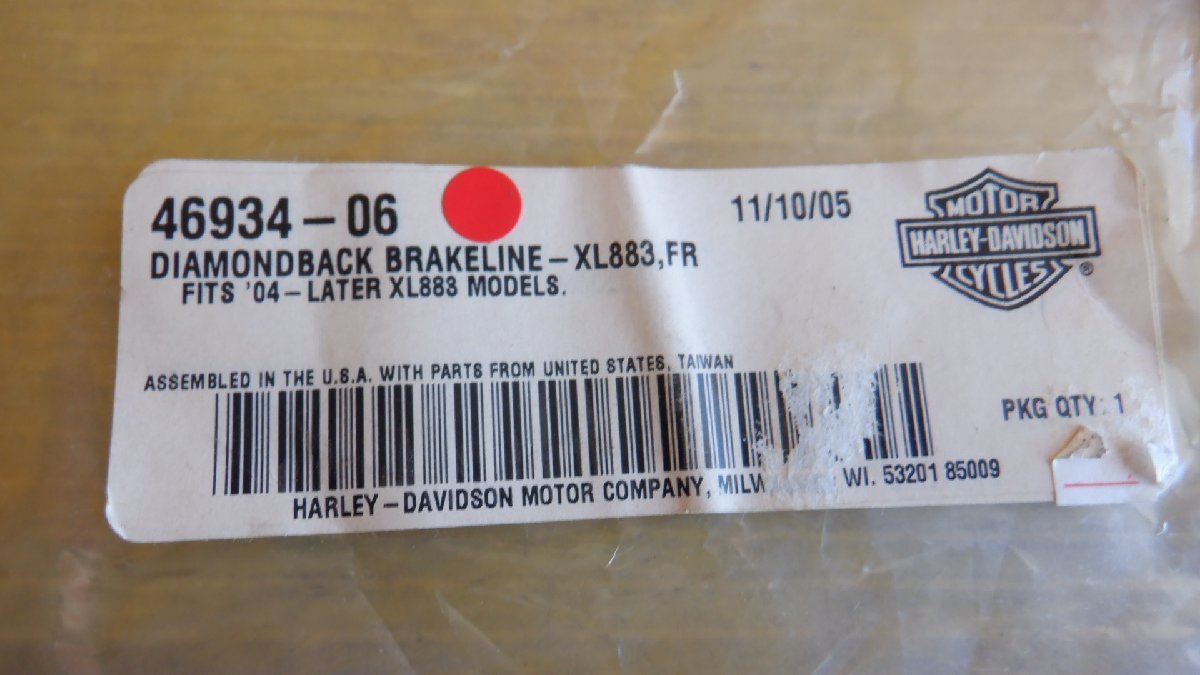 46934-06
11/10/05
DIAMONDBACK BRAKELINE-XL883,FR
FITS '04-LATER XL883 MODELS.
MOTOR
HARLEY-DAVIDSON
CYCLES
®
ASSEMBLED IN THE U.S.A. WITH PARTS FROM UNITED STATES, TAIWAN
PKG QTY: 1
HARLEY-DAVIDSON MOTOR COMPANY, WI. 53201 85009